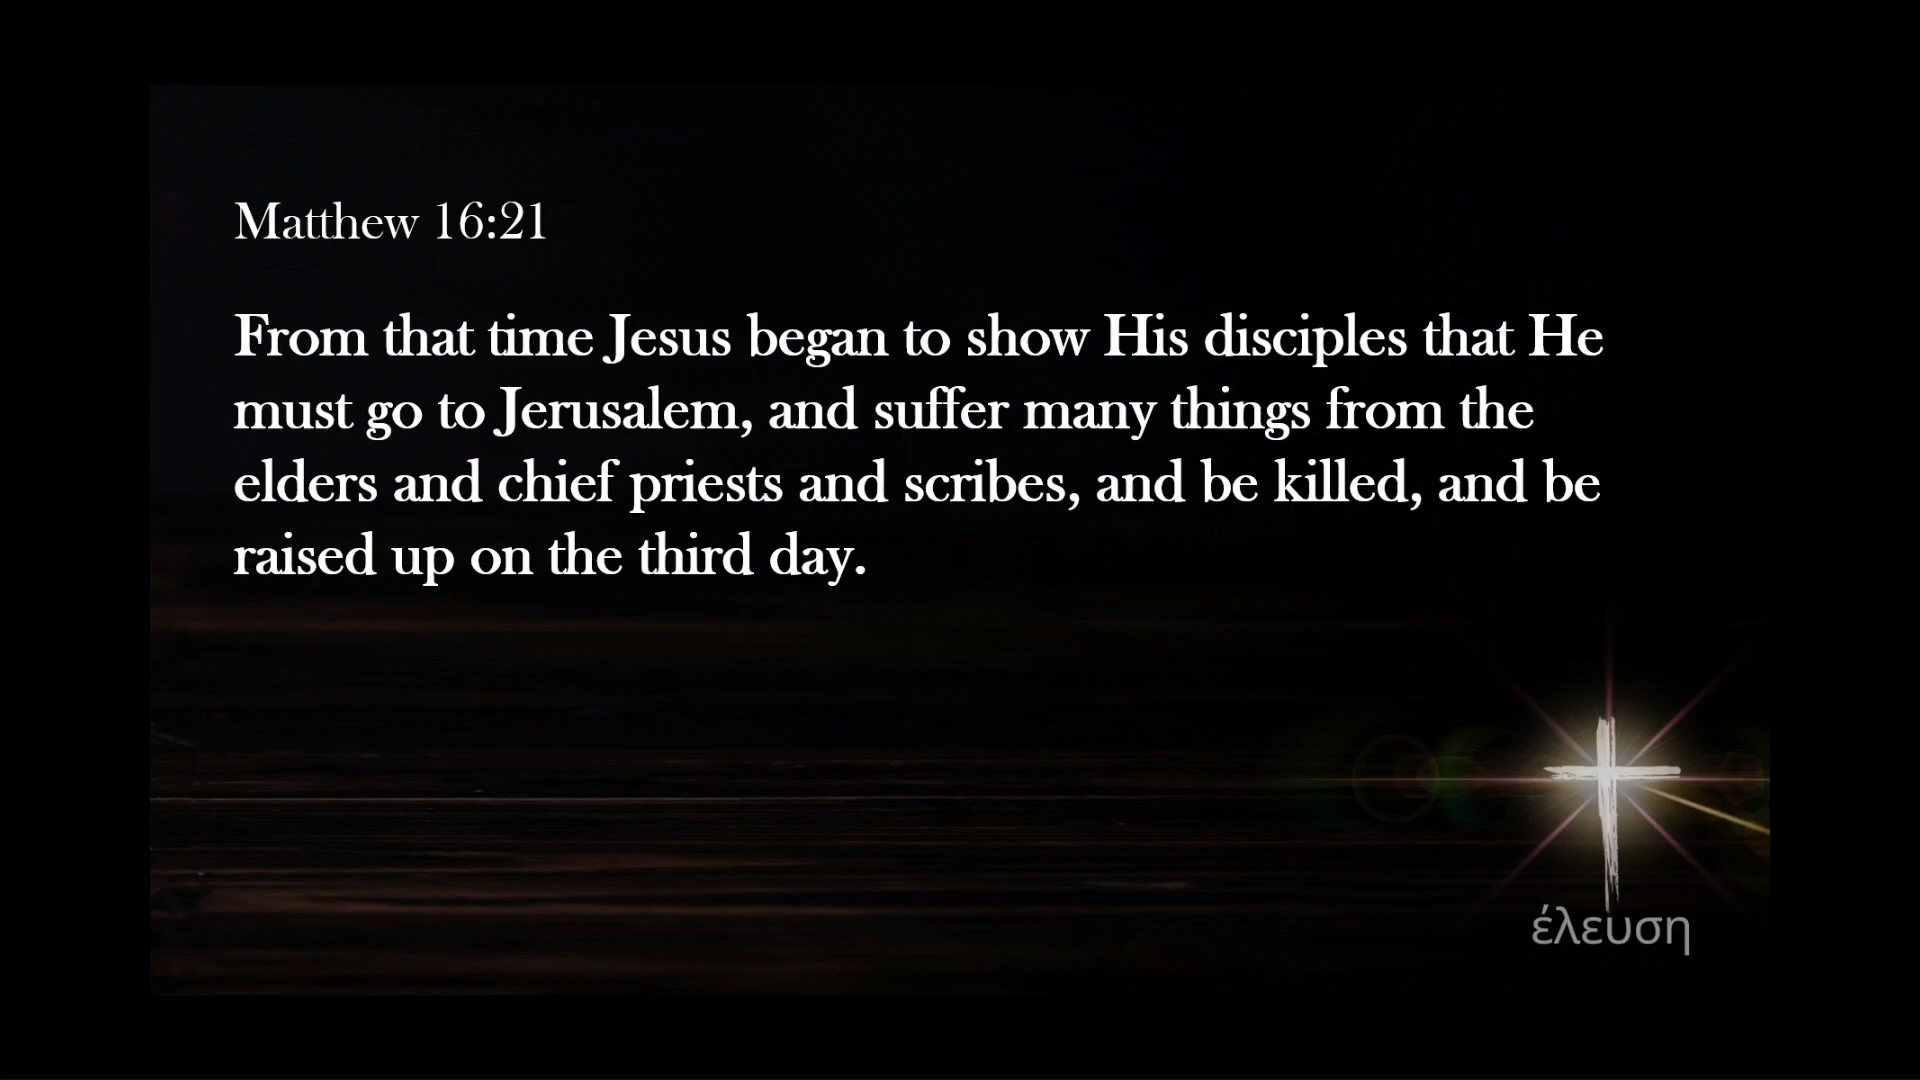 Matthew 16:21
From that time Jesus began to show His disciples that He
must go to Jerusalem, and suffer many things from the
elders and chief priests and scribes, and be killed, and be
raised up on the third day.
έλευση